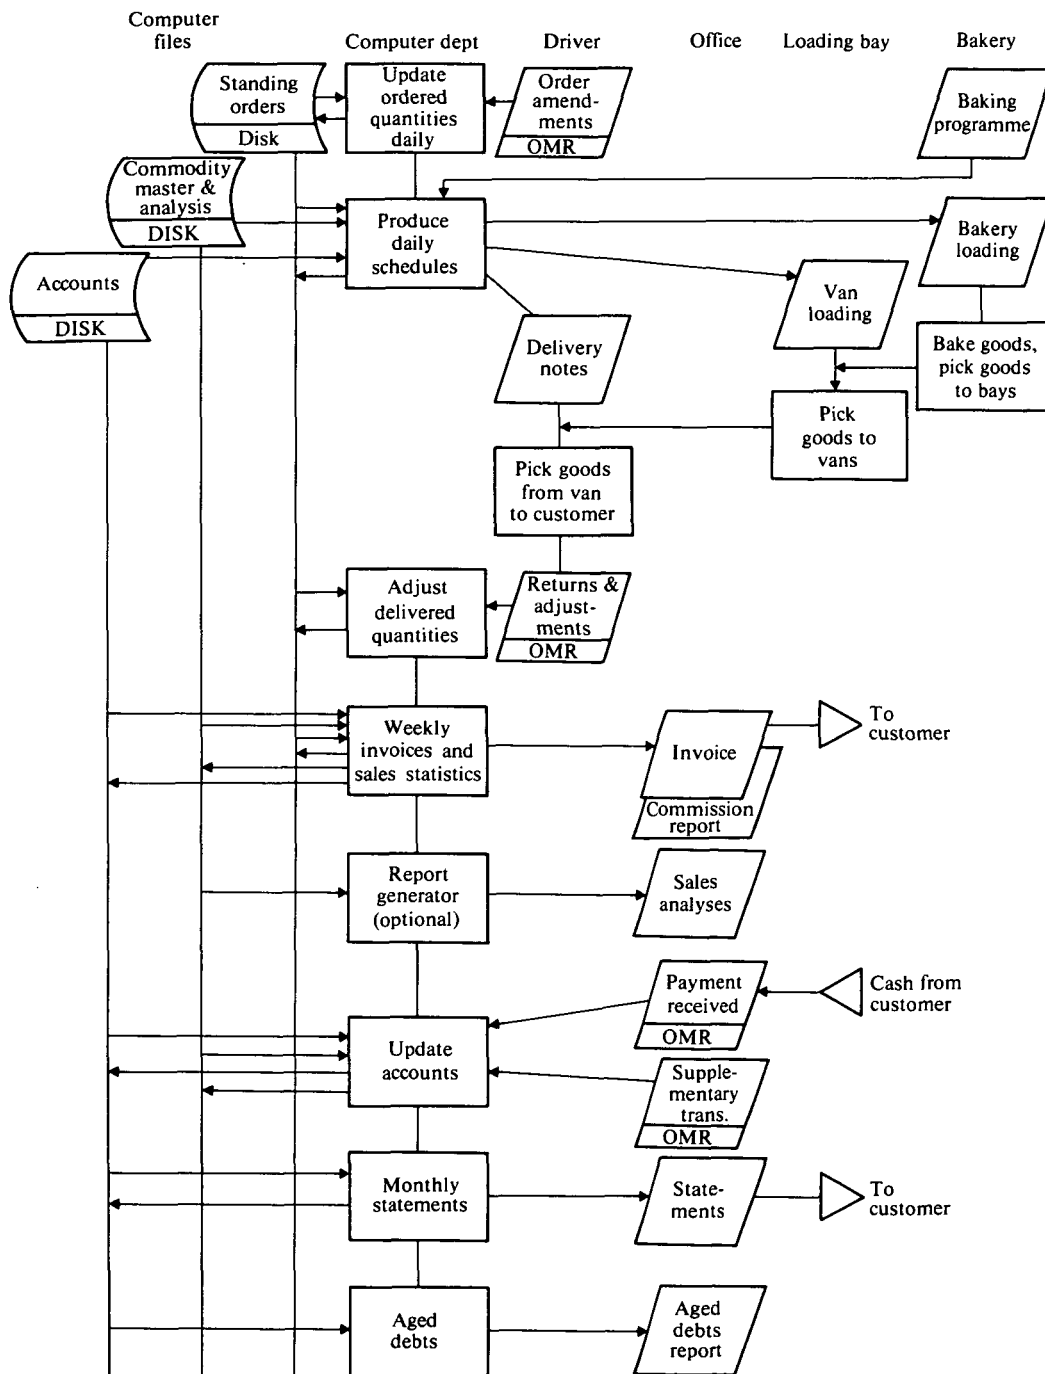 Computer
files
Computer dept
Driver
Office
Loading bay
Bakery
Standing
orders
Disk
Update
ordered
quantities
daily
Order
amend-
ments
OMR
Baking
programme
Commodity
master &
analysis
DISK
Produce
daily
schedules
Bakery
loading
Accounts
DISK
Van
loading
Delivery
notes
Bake goods,
pick goods
to bays
Pick
goods to
vans
Pick goods
from van
to customer
Adjust
delivered
quantities
Returns &
adjust-
ments
OMR
Weekly
invoices and
sales statistics
Invoice
Commission
report
To
customer
Report
generator
(optional)
Sales
analyses
Payment
received
OMR
Cash from
customer
Update
accounts
Supple-
mentary
trans.
OMR
Monthly
statements
State-
ments
To
customer
Aged
debts
Aged
debts
report